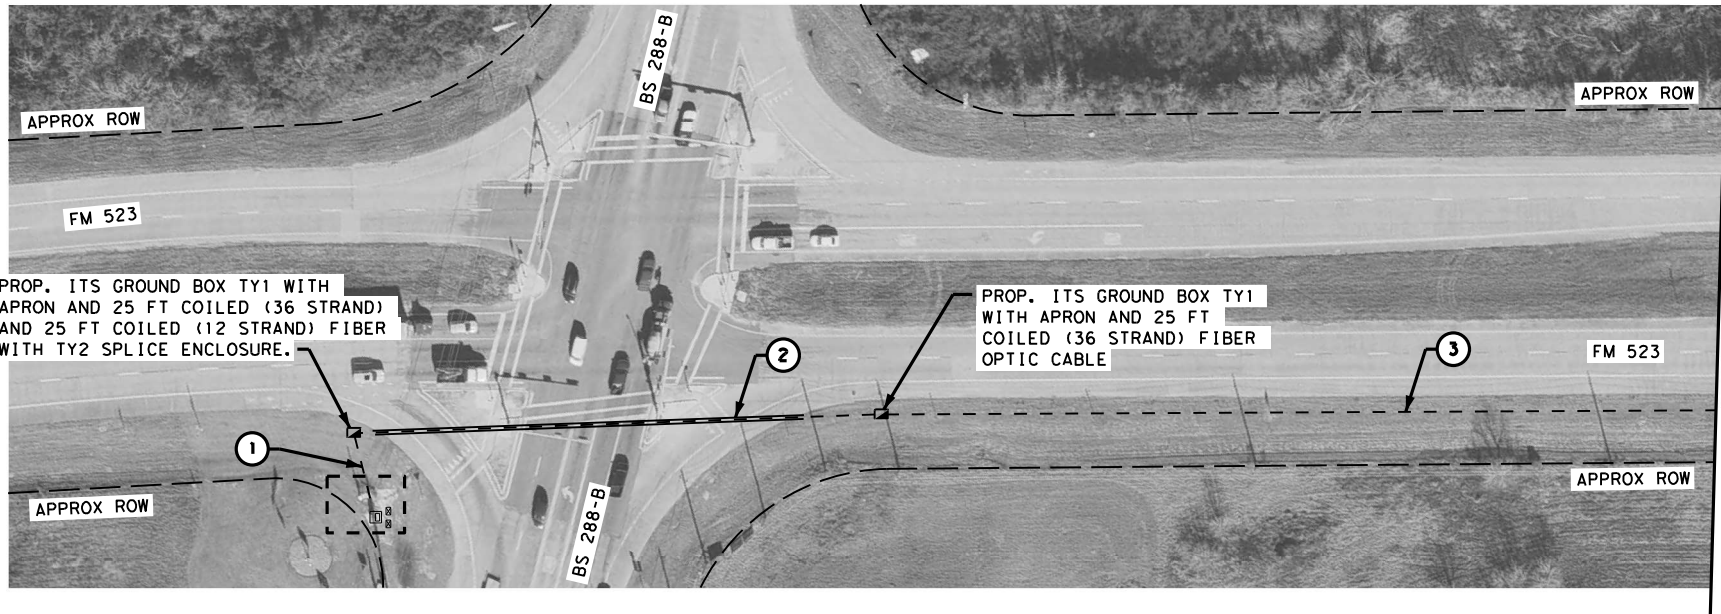 BS 288-B
APPROX ROW
APPROX ROW
FM 523
PROP. ITS GROUND BOX TY1 WITH
APRON AND 25 FT COILED (36 STRAND)
AND 25 FT COILED (12 STRAND) FIBER
WITH TY2 SPLICE ENCLOSURE.
PROP. ITS GROUND BOX TY1
WITH APRON AND 25 FT
COILED (36 STRAND) FIBER
OPTIC CABLE
2
3
FM 523
1
APPROX ROW
BS 288-B
APPROX ROW